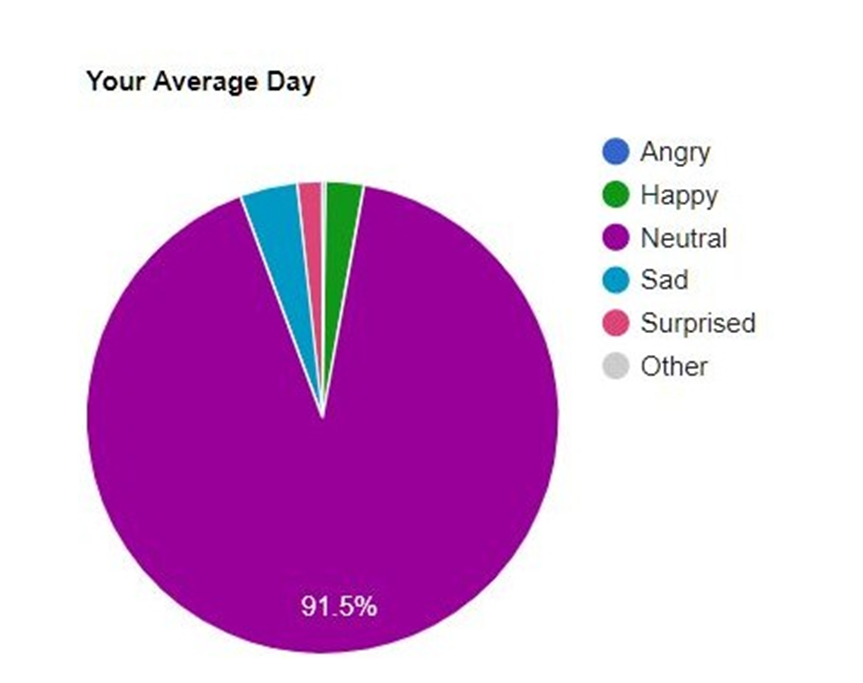 Your Average Day
Angry
Happy
Neutral
Sad
Surprised
Other
91.5%